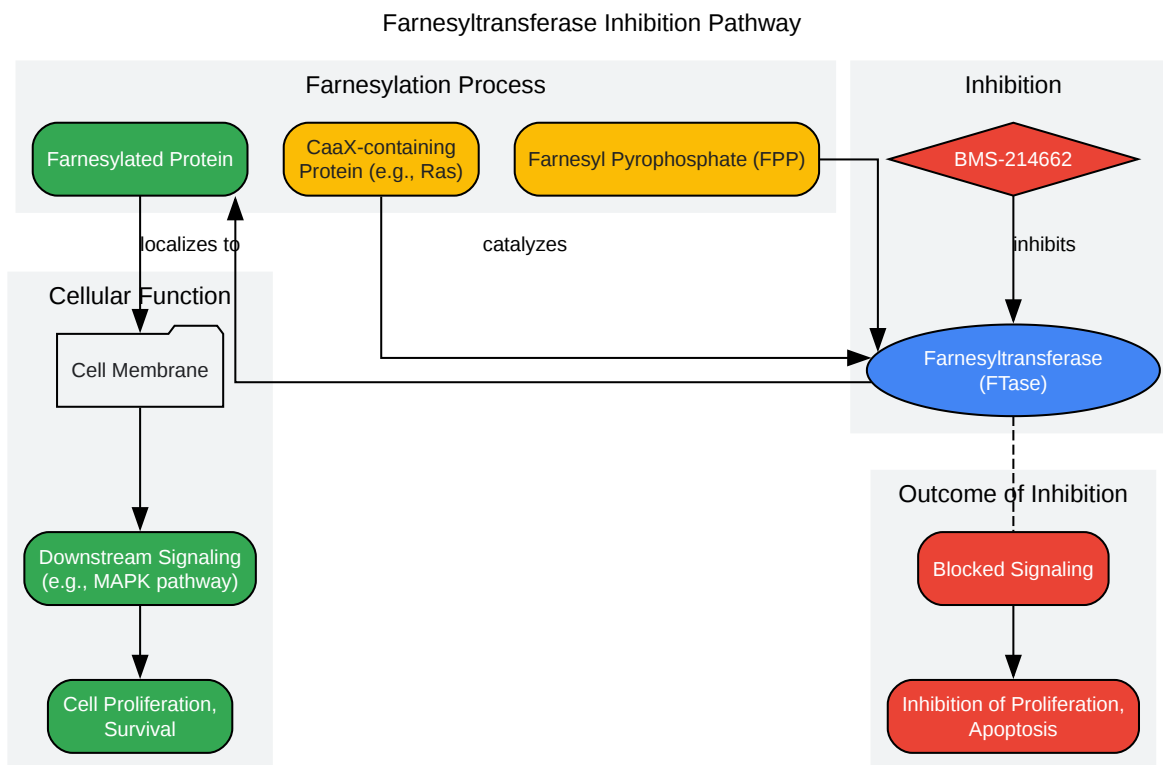 Farnesyltransferase Inhibition Pathway
Farnesylation Process
Inhibition
Farnesylated Protein
CaaX-containing
Protein (e.g., Ras)
Farnesyl Pyrophosphate (FPP)
BMS-214662
localizes to
catalyzes
inhibits
Cellular Function
Cell Membrane
Farnesyltransferase
(FTase)
Outcome of Inhibition
Downstream Signaling
(e.g., MAPK pathway)
Blocked Signaling
Cell Proliferation,
Survival
Inhibition of Proliferation,
Apoptosis